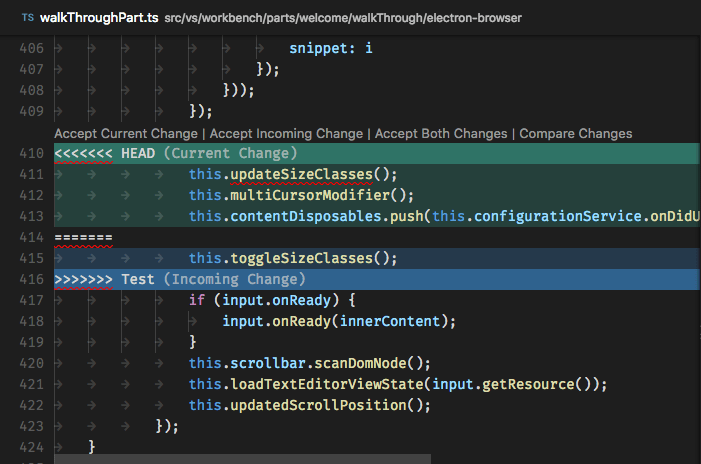 TS walkThroughPart.ts src/vs/workbench/parts/welcome/walkThrough/electron-browser
406 snippet: i
407 });
408 }));
409 });
Accept Current Change | Accept Incoming Change | Accept Both Changes | Compare Changes
410 <<<<<<< HEAD (Current Change)
411 this.updateSizeClasses();
412 this.multiCursorModifier();
413 this.contentDisposables.push(this.configurationService.onDidU
414 =======
415 this.toggleSizeClasses();
416 >>>>>>> Test (Incoming Change)
417 if (input.onReady) {
418 input.onReady(innerContent);
419 }
420 this.scrollbar.scanDomNode();
421 this.loadTextEditorViewState(input.getResource());
422 this.updatedScrollPosition();
423 });
424 }